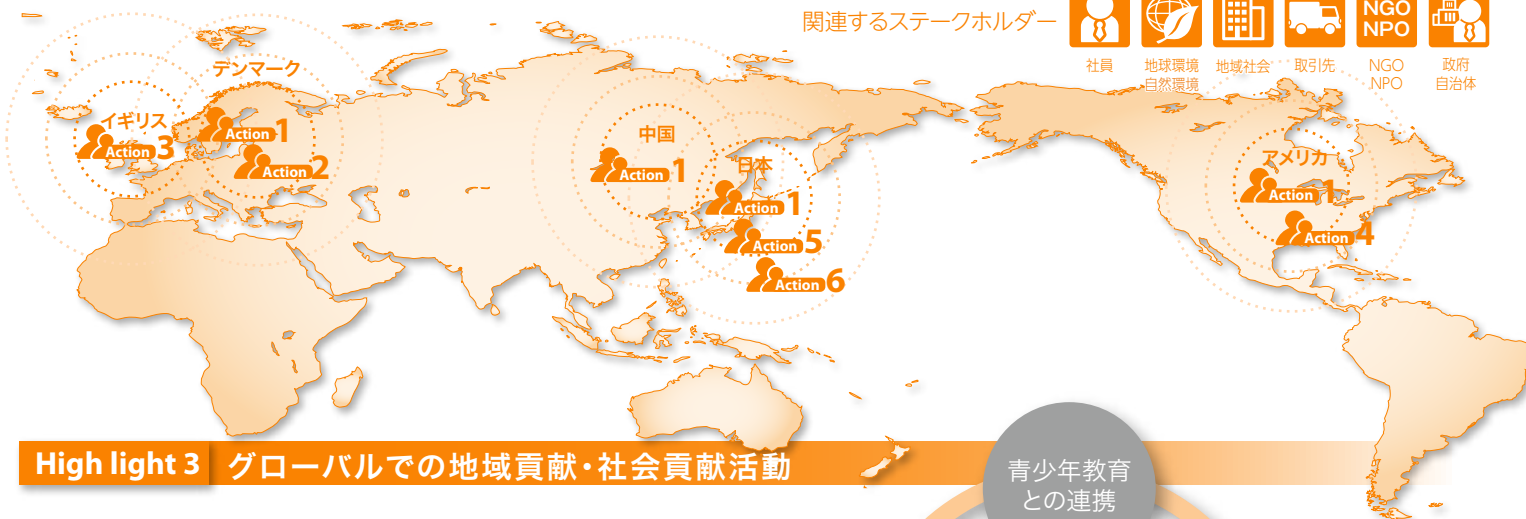 関連するステークホルダー
NGO
NPO
社員
地球環境
自然環境
地域社会
取引先
NGO
.NPO
政府
自治体
デンマーク
Action 1
Action 2
イギリス
Action 3
中国
Action 1
日本
Action 1
Action 5
Action 6
アメリカ
Action 1
Action 4
High light 3 グローバルでの地域貢献・社会貢献活動
青少年教育
との連携